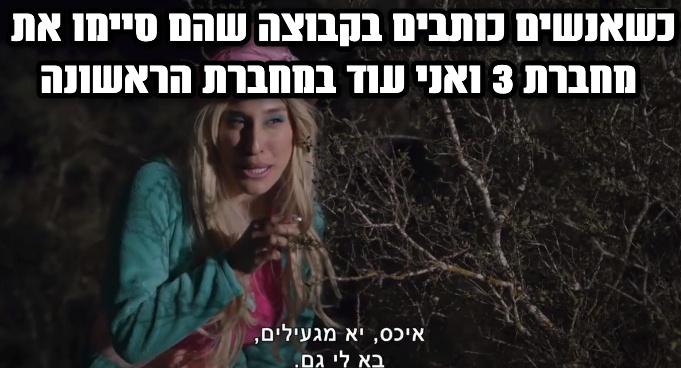 כשאנשים כותבים בקבוצה שהם סיימו את
מחברת 3 ואני עוד במחברת הראשונה
איכס, יא מגעילים,
בא לי גם.